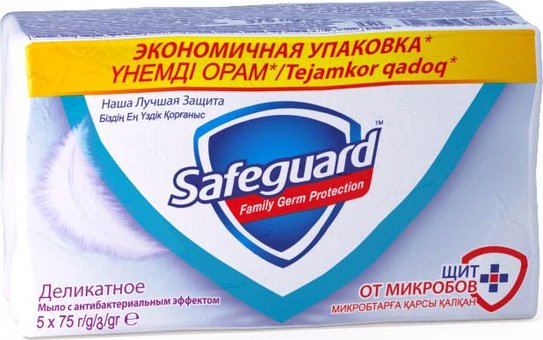 ЭКОНОМИЧНАЯ УПАКОВКА*
ҮНЕМДІ ОРАМ*/Tejamkor qadoq*
Наша Лучшая Защита
Біздің Ең Үздік Қорғаныс
Safeguard™
Family Germ Protection
Деликатное
Мыло с антибактериальным эффектом
5 x 75 г/g/გ/gr ℮
ЩИТ
ОТ МИКРОБОВ
МИКРОБТАРҒА ҚАРСЫ ҚАЛҚАН